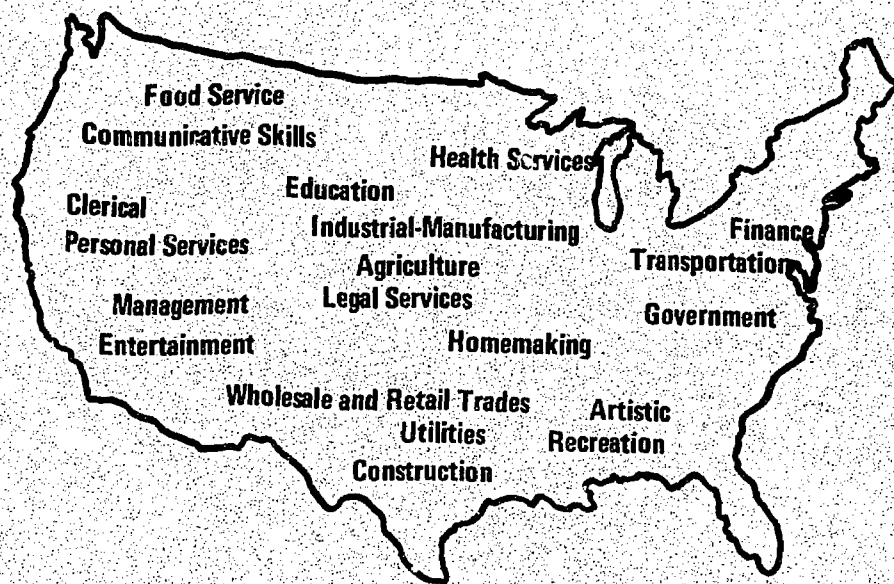 Food Service
Communicative Skills
Health Services
Education
Clerical
Industrial-Manufacturing
Finance
Personal Services
Transportation
Agriculture
Legal Services
Management
Government
Entertainment
Homemaking
Wholesale and Retail Trades
Artistic
Utilities
Recreation
Construction